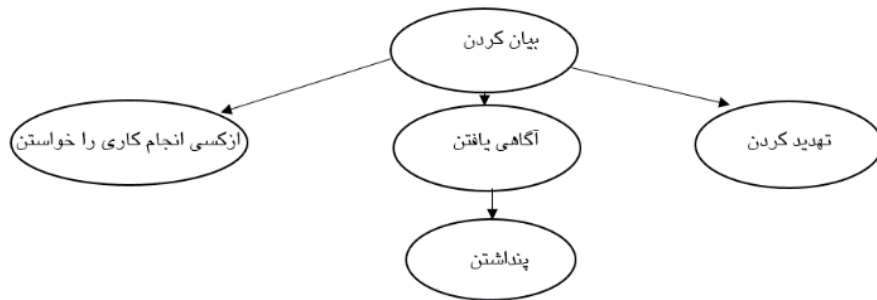 بیان کردن
ازکسی انجام کاری را خواستن
آگاهی یافتن
تهدید کردن
پنداشتن